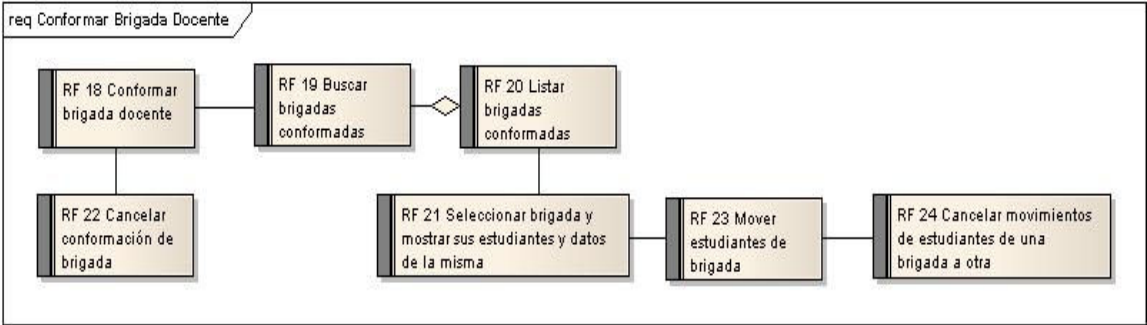 req Conformar Brigada Docente
RF 18 Conformar
brigada docente
RF 19 Buscar
brigadas
conformadas
RF 20 Listar
brigadas
conformadas
RF 22 Cancelar
conformación de
brigada
RF 21 Seleccionar brigada y
mostrar sus estudiantes y datos
de la misma
RF 23 Mover
estudiantes de
brigada
RF 24 Cancelar movimientos
de estudiantes de una
brigada a otra